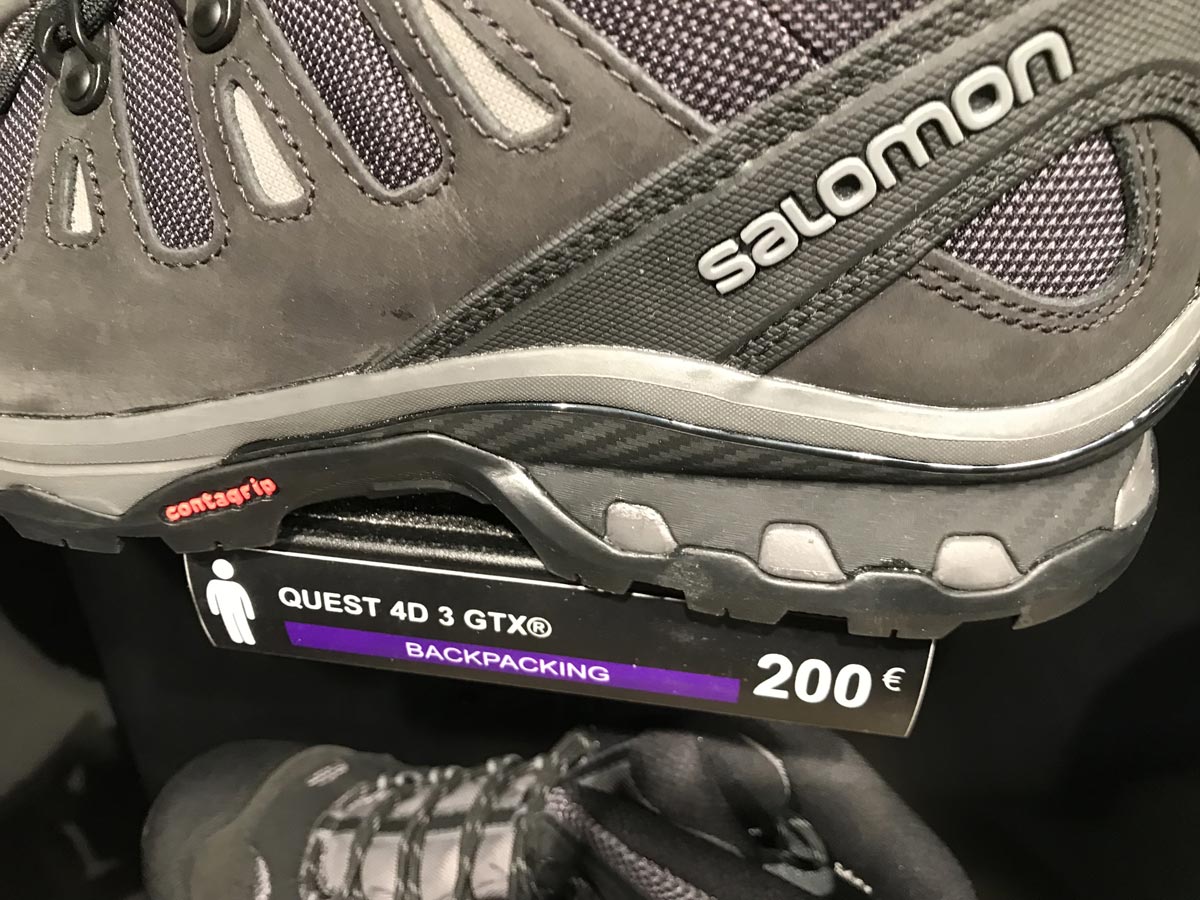 salomon
contagrip
QUEST 4D 3 GTX®
BACKPACKING
200 €